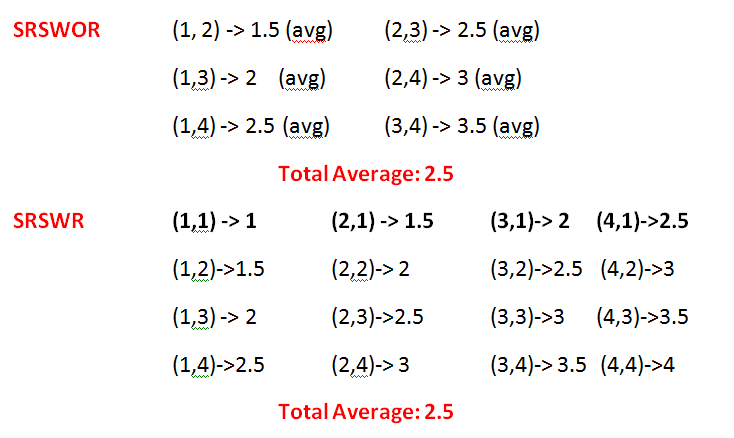 SRSWOR (1, 2) -> 1.5 (avg) (2,3) -> 2.5 (avg)
(1,3) -> 2 (avg) (2,4) -> 3 (avg)
(1,4) -> 2.5 (avg) (3,4) -> 3.5 (avg)
Total Average: 2.5
SRSWR (1,1) -> 1 (2,1) -> 1.5 (3,1)-> 2 (4,1)->2.5
(1,2)->1.5 (2,2)-> 2 (3,2)->2.5 (4,2)->3
(1,3) -> 2 (2,3)->2.5 (3,3)->3 (4,3)->3.5
(1,4)->2.5 (2,4)-> 3 (3,4)-> 3.5 (4,4)->4
Total Average: 2.5